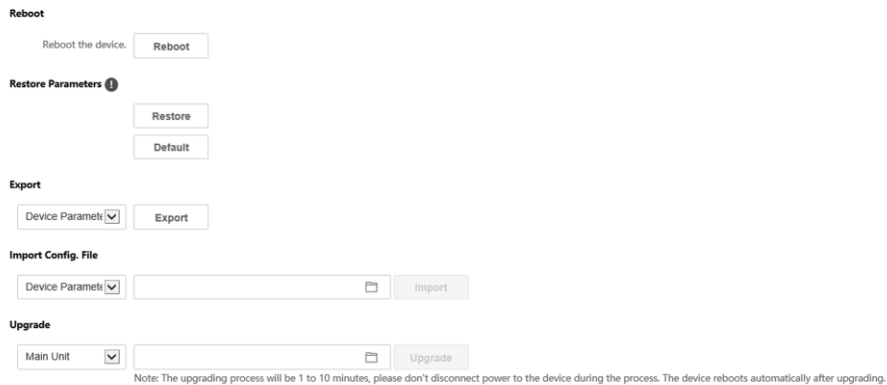 Reboot
Reboot the device. Reboot
Restore Parameters
Restore
Default
Export
Device Paramete Export
Import Config. File
Device Paramete Import
Upgrade
Main Unit Upgrade
Note: The upgrading process will be 1 to 10 minutes, please don't disconnect power to the device during the process. The device reboots automatically after upgrading.